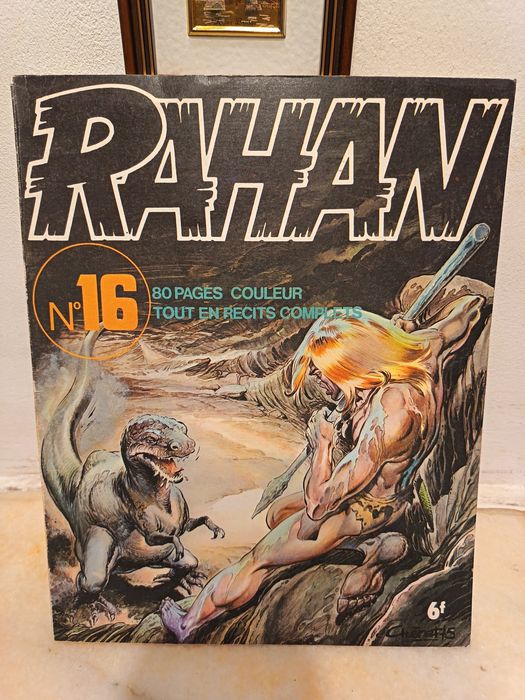 RAHAN
N° 16
80 PAGES COULEUR
TOUT EN RECITS COMPLETS
6f